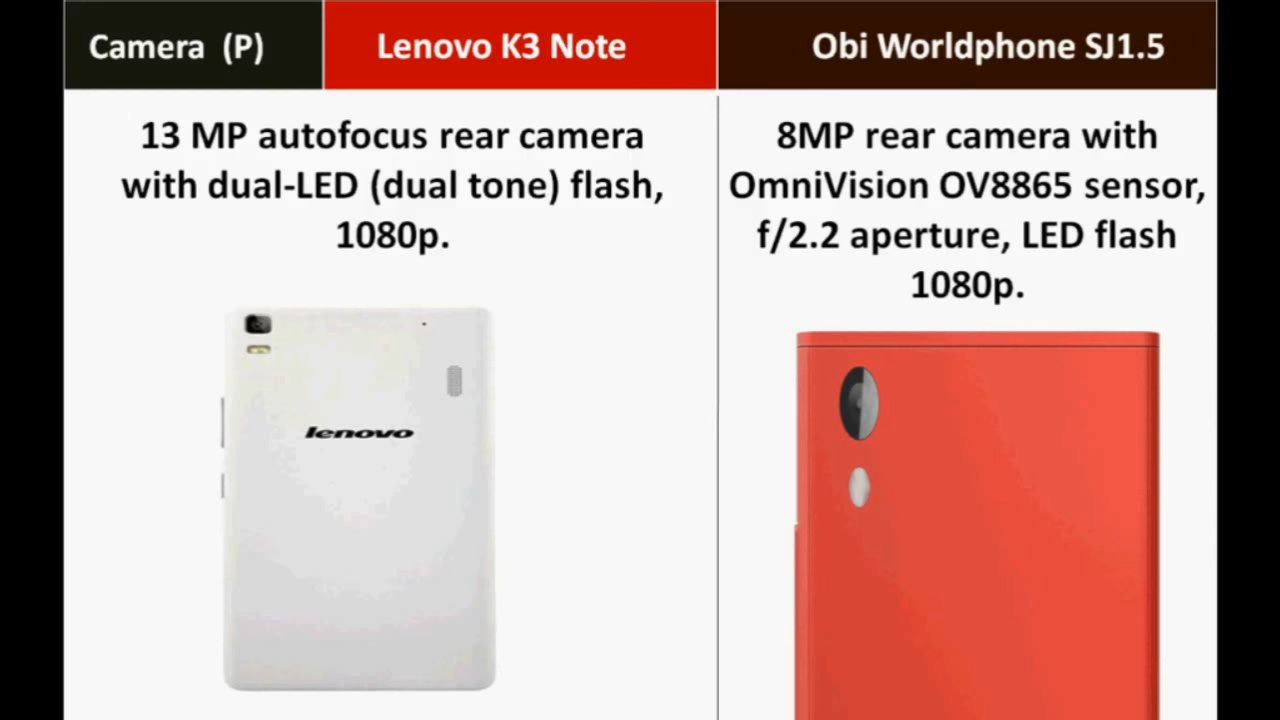 Camera (P)
Lenovo K3 Note
Obi Worldphone SJ1.5
13 MP autofocus rear camera
with dual-LED (dual tone) flash,
1080p.
8MP rear camera with
OmniVision OV8865 sensor,
f/2.2 aperture, LED flash
1080p.
lenovo